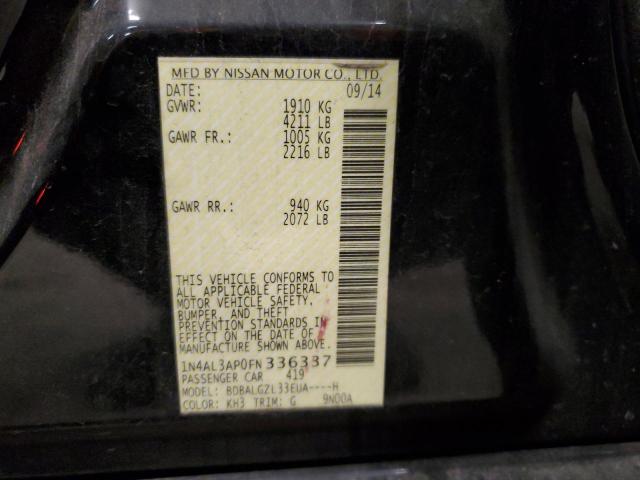 MFD BY NISSAN MOTOR CO., LTD.
DATE: 09/14
GVWR: 1910 KG
4211 LB
GAWR FR.: 1005 KG
2216 LB
GAWR RR.: 940 KG
2072 LB
THIS VEHICLE CONFORMS TO
ALL APPLICABLE FEDERAL
MOTOR VEHICLE SAFETY,
BUMPER, AND THEFT
PREVENTION STANDARDS IN
EFFECT ON THE DATE OF
MANUFACTURE SHOWN ABOVE.
1N4AL3AP0FN336337
PASSENGER CAR 419
MODEL: BDBALGZL33EUA----H
COLOR: KH3 TRIM: G 9N00A